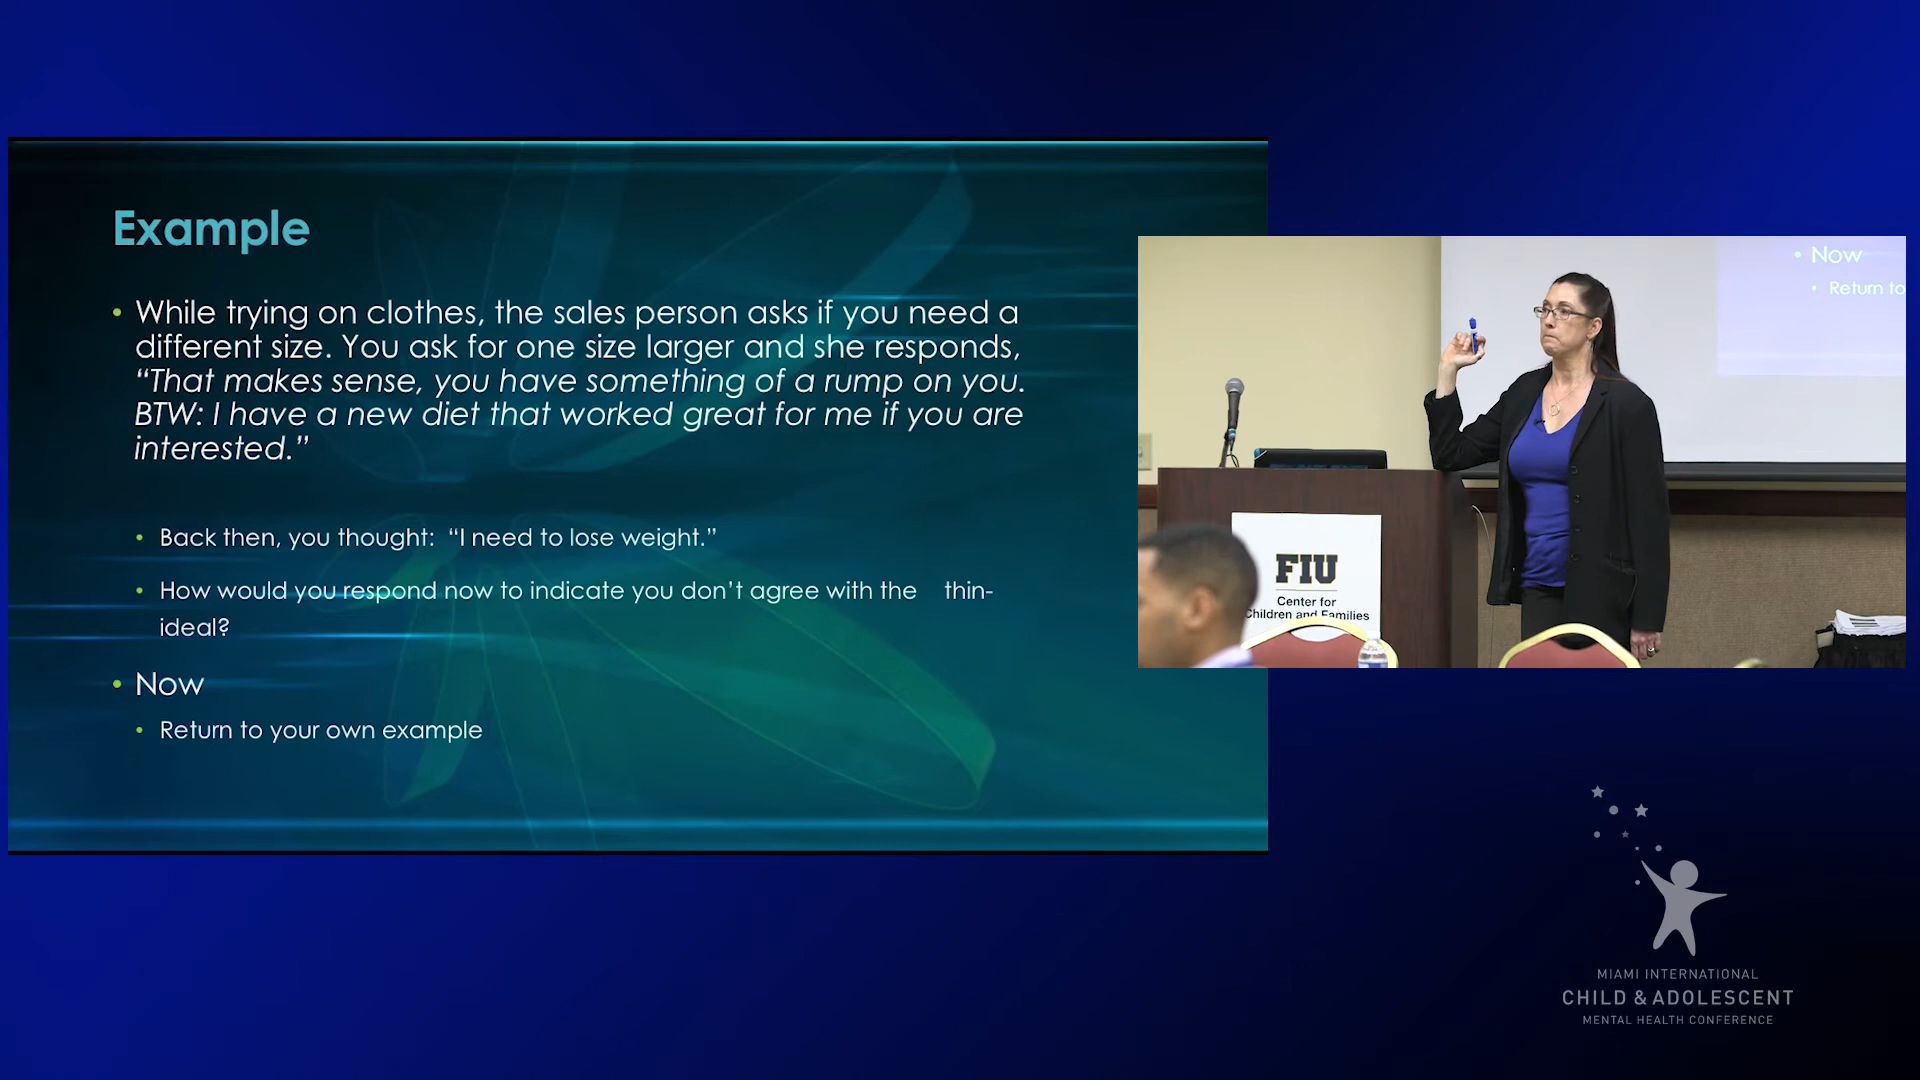 Example
• While trying on clothes, the sales person asks if you need a
different size. You ask for one size larger and she responds,
“That makes sense, you have something of a rump on you.
BTW: I have a new diet that worked great for me if you are
interested.”
• Back then, you thought: “I need to lose weight.”
• How would you respond now to indicate you don’t agree with the thin-
ideal?
• Now
• Return to your own example
• Now
• Return to
FIU
Center for
Children and Families
MIAMI INTERNATIONAL
CHILD & ADOLESCENT
MENTAL HEALTH CONFERENCE